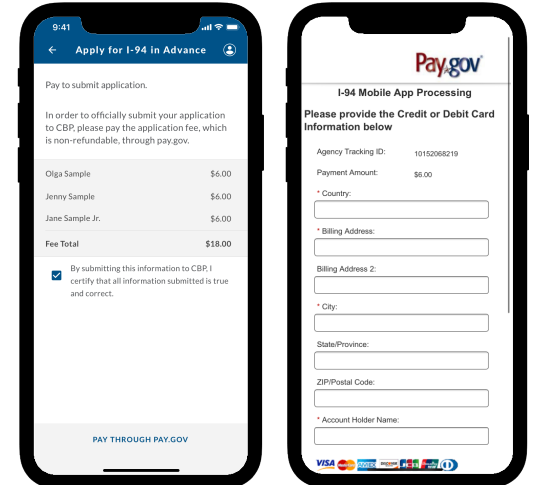 9:41
Apply for I-94 in Advance
Pay to submit application.
In order to officially submit your application
to CBP, please pay the application fee, which
is non-refundable, through pay.gov.
Olga Sample $6.00
Jenny Sample $6.00
Jane Sample Jr. $6.00
Fee Total $18.00
By submitting this information to CBP, I
certify that all information submitted is true
and correct.
PAY THROUGH PAY.GOV
Pay.gov
I-94 Mobile App Processing
Please provide the Credit or Debit Card
Information below
Agency Tracking ID: 10152068219
Payment Amount: $6.00
* Country:
* Billing Address:
Billing Address 2:
* City:
State/Province:
ZIP/Postal Code:
* Account Holder Name:
VISA